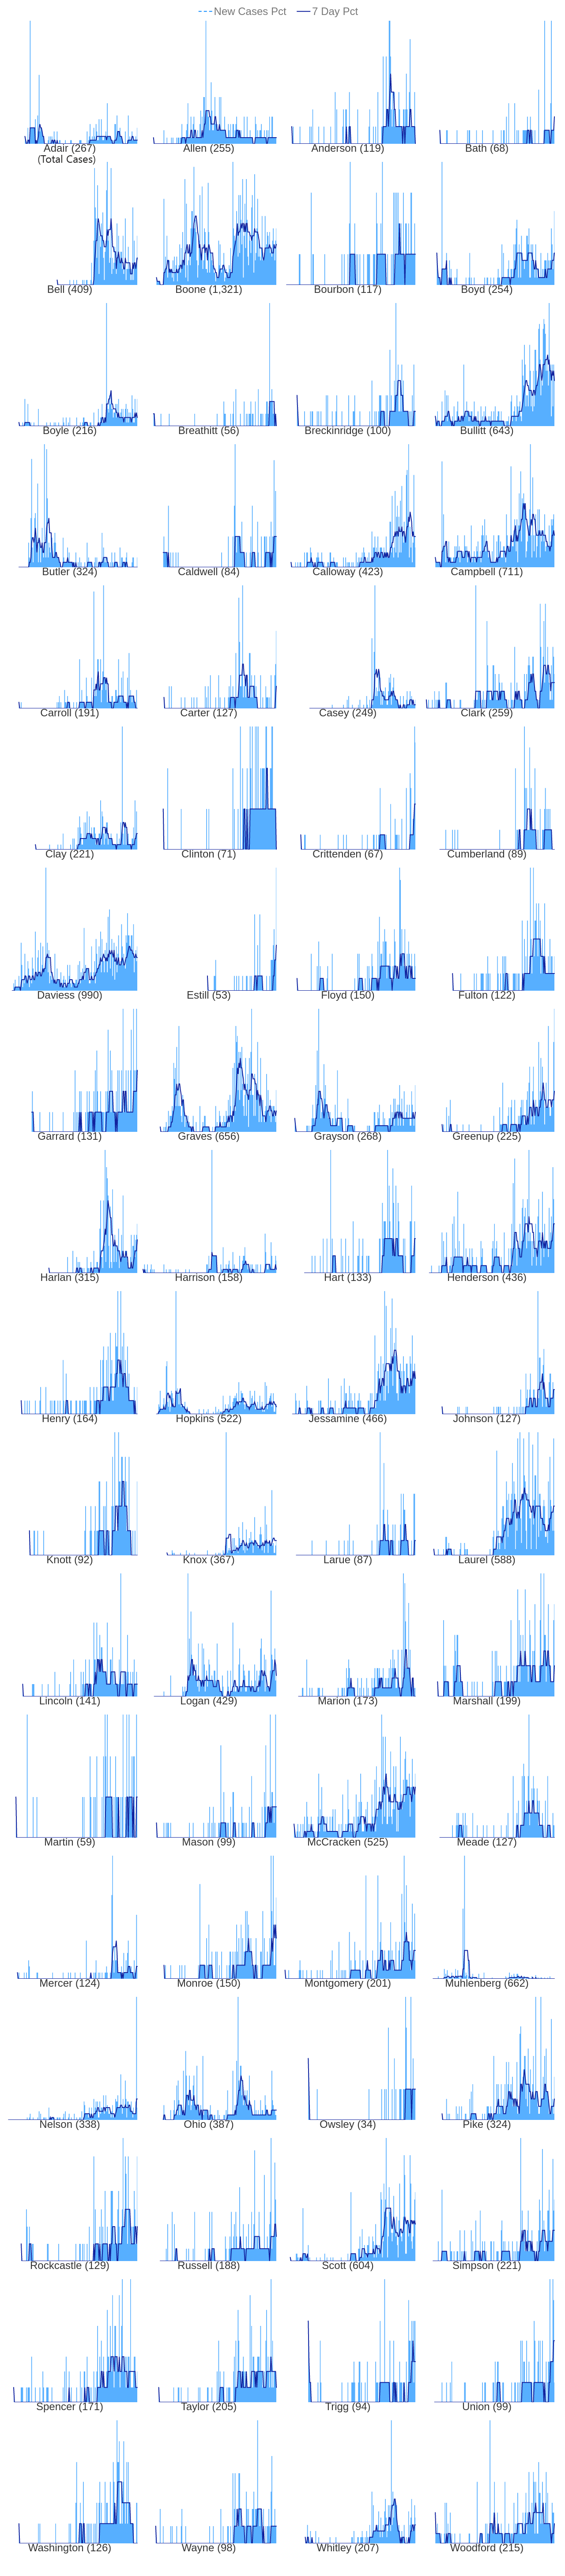 New Cases Pct 7 Day Pct
Adair (267) Allen (255) Anderson (119) Bath (68)
(Total Cases)
Bell (409) Boone (1,321) Bourbon (117) Boyd (254)
Boyle (216) Breathitt (56) Breckinridge (100) Bullitt (643)
Butler (324) Caldwell (84) Calloway (423) Campbell (711)
Carroll (191) Carter (127) Casey (249) Clark (259)
Clay (221) Clinton (71) Crittenden (67) Cumberland (89)
Daviess (990) Estill (53) Floyd (150) Fulton (122)
Garrard (131) Graves (656) Grayson (268) Greenup (225)
Harlan (315) Harrison (158) Hart (133) Henderson (436)
Henry (164) Hopkins (522) Jessamine (466) Johnson (127)
Knott (92) Knox (367) Larue (87) Laurel (588)
Lincoln (141) Logan (429) Marion (173) Marshall (199)
Martin (59) Mason (99) McCracken (525) Meade (127)
Mercer (124) Monroe (150) Montgomery (201) Muhlenberg (662)
Nelson (338) Ohio (387) Owsley (34) Pike (324)
Rockcastle (129) Russell (188) Scott (604) Simpson (221)
Spencer (171) Taylor (205) Trigg (94) Union (99)
Washington (126) Wayne (98) Whitley (207) Woodford (215)